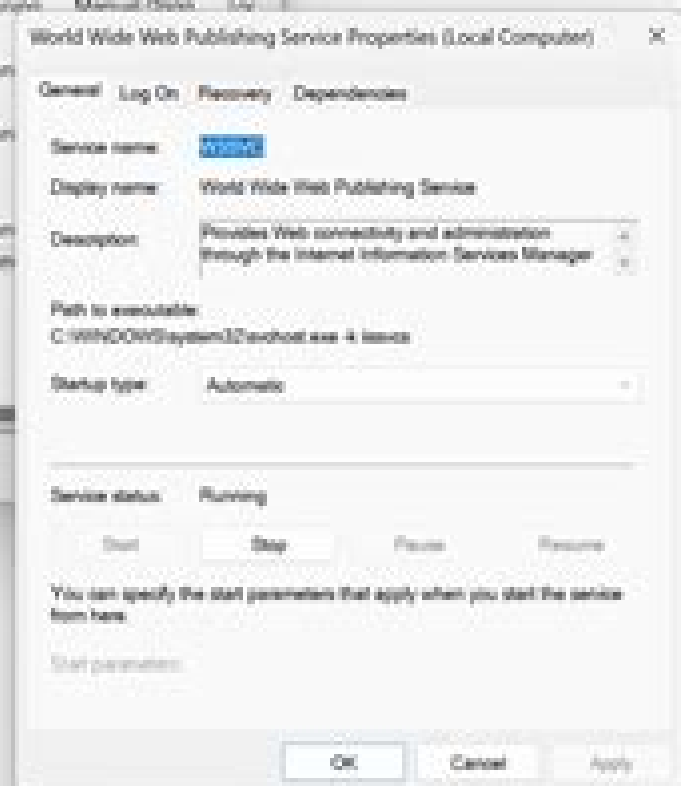 World Wide Web Publishing Service Properties (Local Computer)
General Log On Recovery Dependencies
Service name: W3SVC
Display name: World Wide Web Publishing Service
Description: Provides Web connectivity and administration
through the Internet Information Services Manager
Path to executable:
C:\WINDOWS\system32\svchost.exe -k iissvcs
Startup type: Automatic
Service status: Running
Start Stop Pause Resume
You can specify the start parameters that apply when you start the service
from here.
Start parameters:
OK Cancel Apply